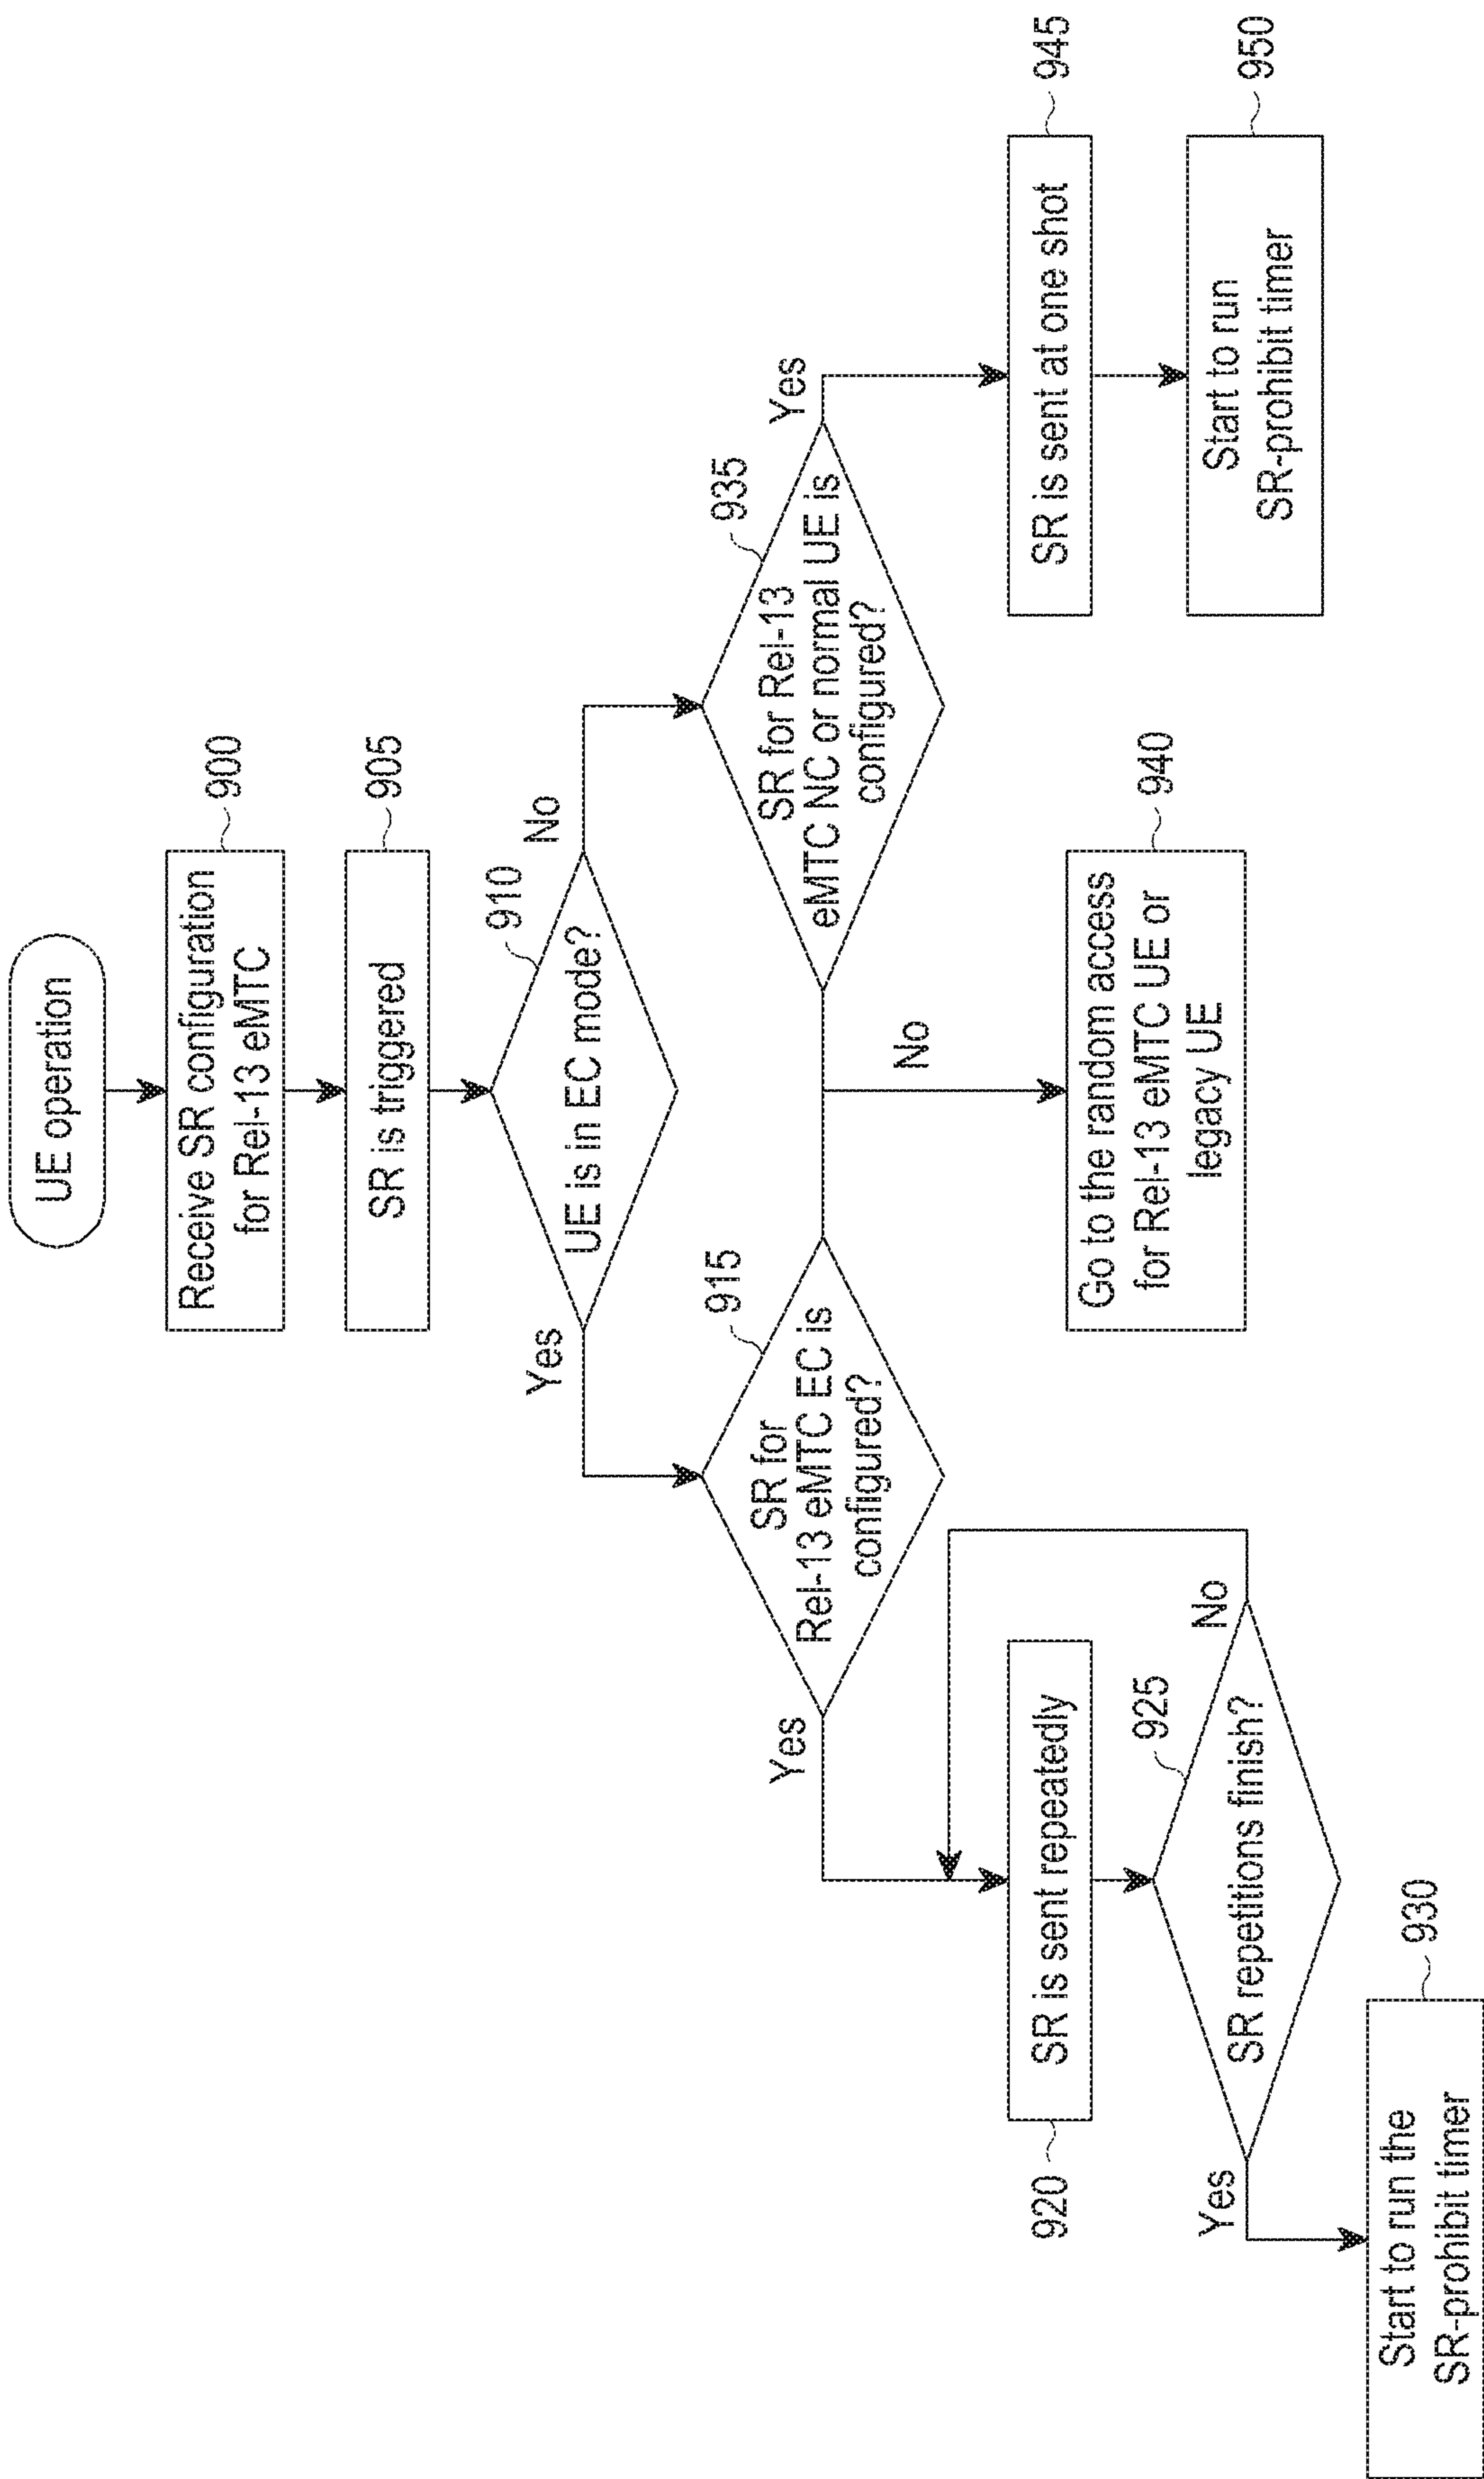 UE operation
Receive SR configuration
for Rel-13 eMTC
900
SR is triggered
905
UE is in EC mode?
910
Yes
No
SR for
Rel-13 eMTC EC is
configured?
915
SR for Rel-13
eMTC NC or normal UE is
configured?
935
Yes
No
Yes
SR is sent repeatedly
920
Go to the random access
for Rel-13 eMTC UE or
legacy UE
940
SR is sent at one shot
945
SR repetitions finish?
925
No
Yes
Start to run
SR-prohibit timer
950
Start to run the
SR-prohibit timer
930